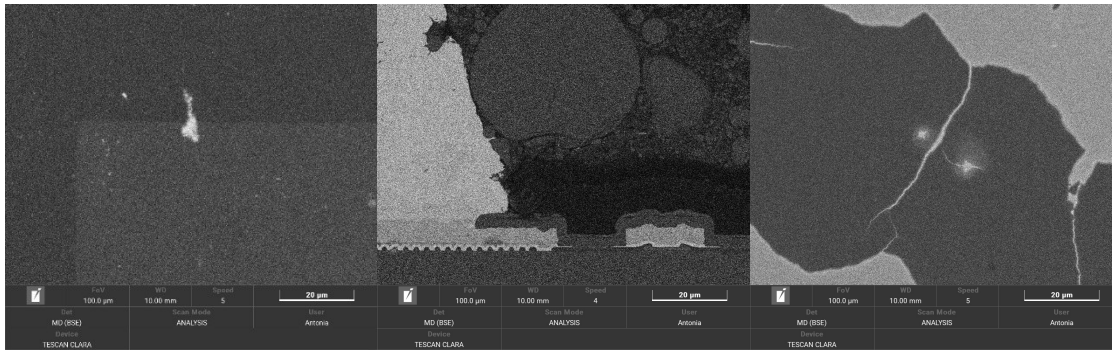 FoV WD Speed
100.0 µm 10.00 mm 5 20 µm
Det Scan Mode User
MD (BSE) ANALYSIS Antonia
Device
TESCAN CLARA
FoV WD Speed
100.0 µm 10.00 mm 4 20 µm
Det Scan Mode User
MD (BSE) ANALYSIS Antonia
Device
TESCAN CLARA
FoV WD Speed
100.0 µm 10.00 mm 5 20 µm
Det Scan Mode User
MD (BSE) ANALYSIS Antonia
Device
TESCAN CLARA